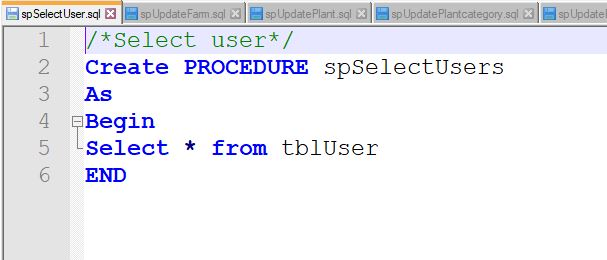 spSelectUser.sql spUpdateFarm.sql spUpdatePlant.sql spUpdatePlantcategory.sql
1 /*Select user*/
2 Create PROCEDURE spSelectUsers
3 As
4 Begin
5 Select * from tblUser
6 END